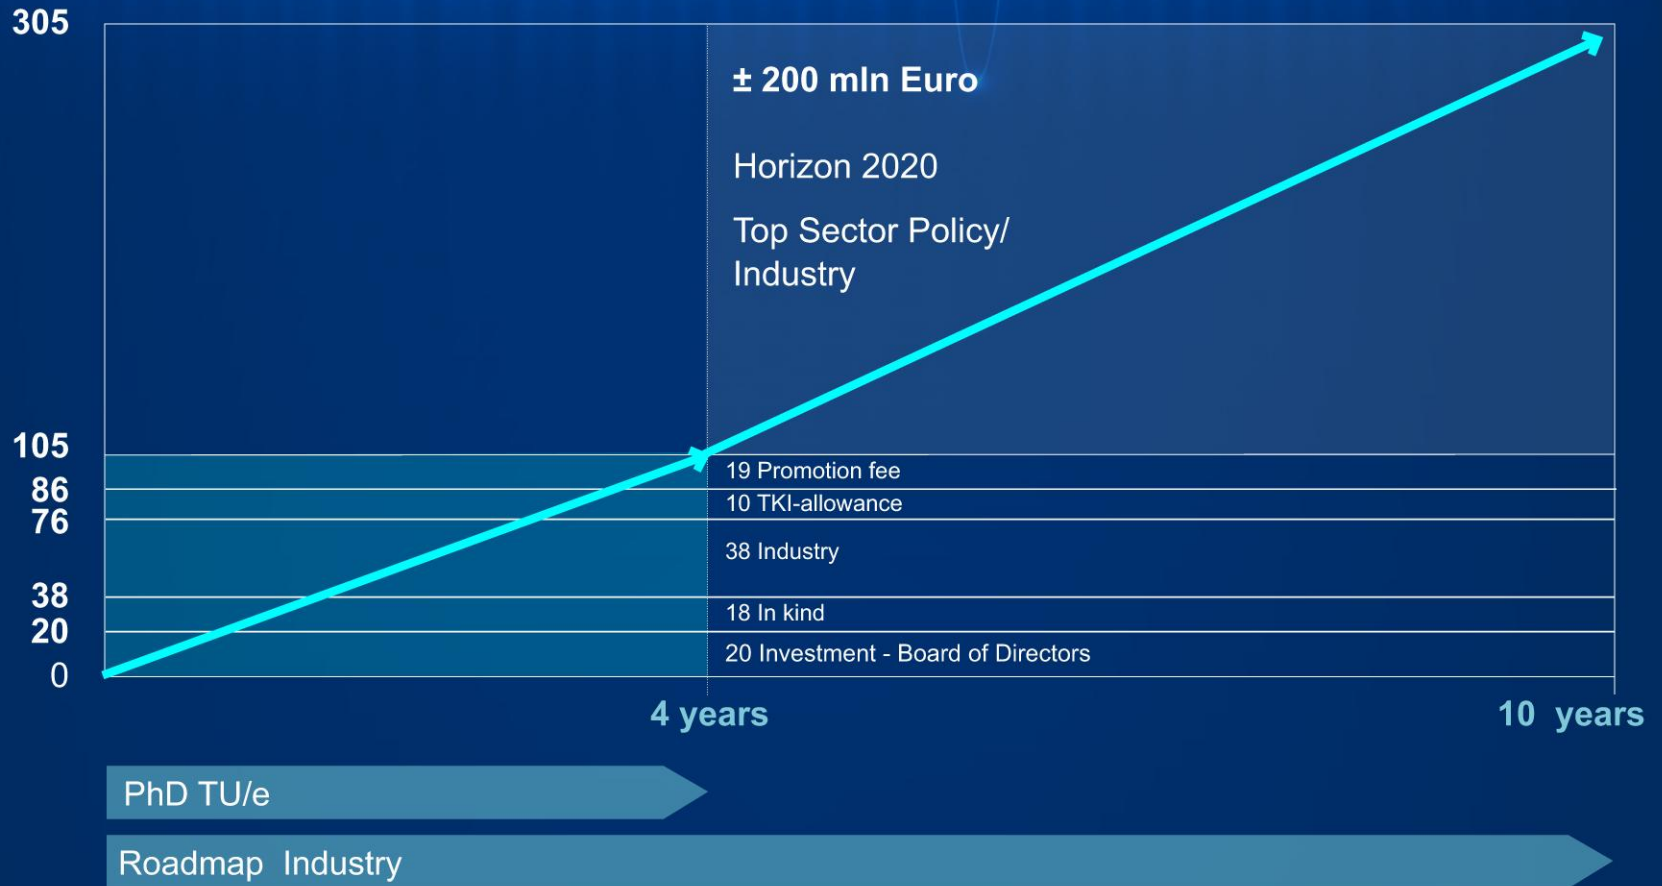 305
± 200 mln Euro
Horizon 2020
Top Sector Policy/
Industry
105
19 Promotion fee
86
10 TKI-allowance
76
38 Industry
38
18 In kind
20
20 Investment - Board of Directors
0
4 years
10 years
PhD TU/e
Roadmap Industry